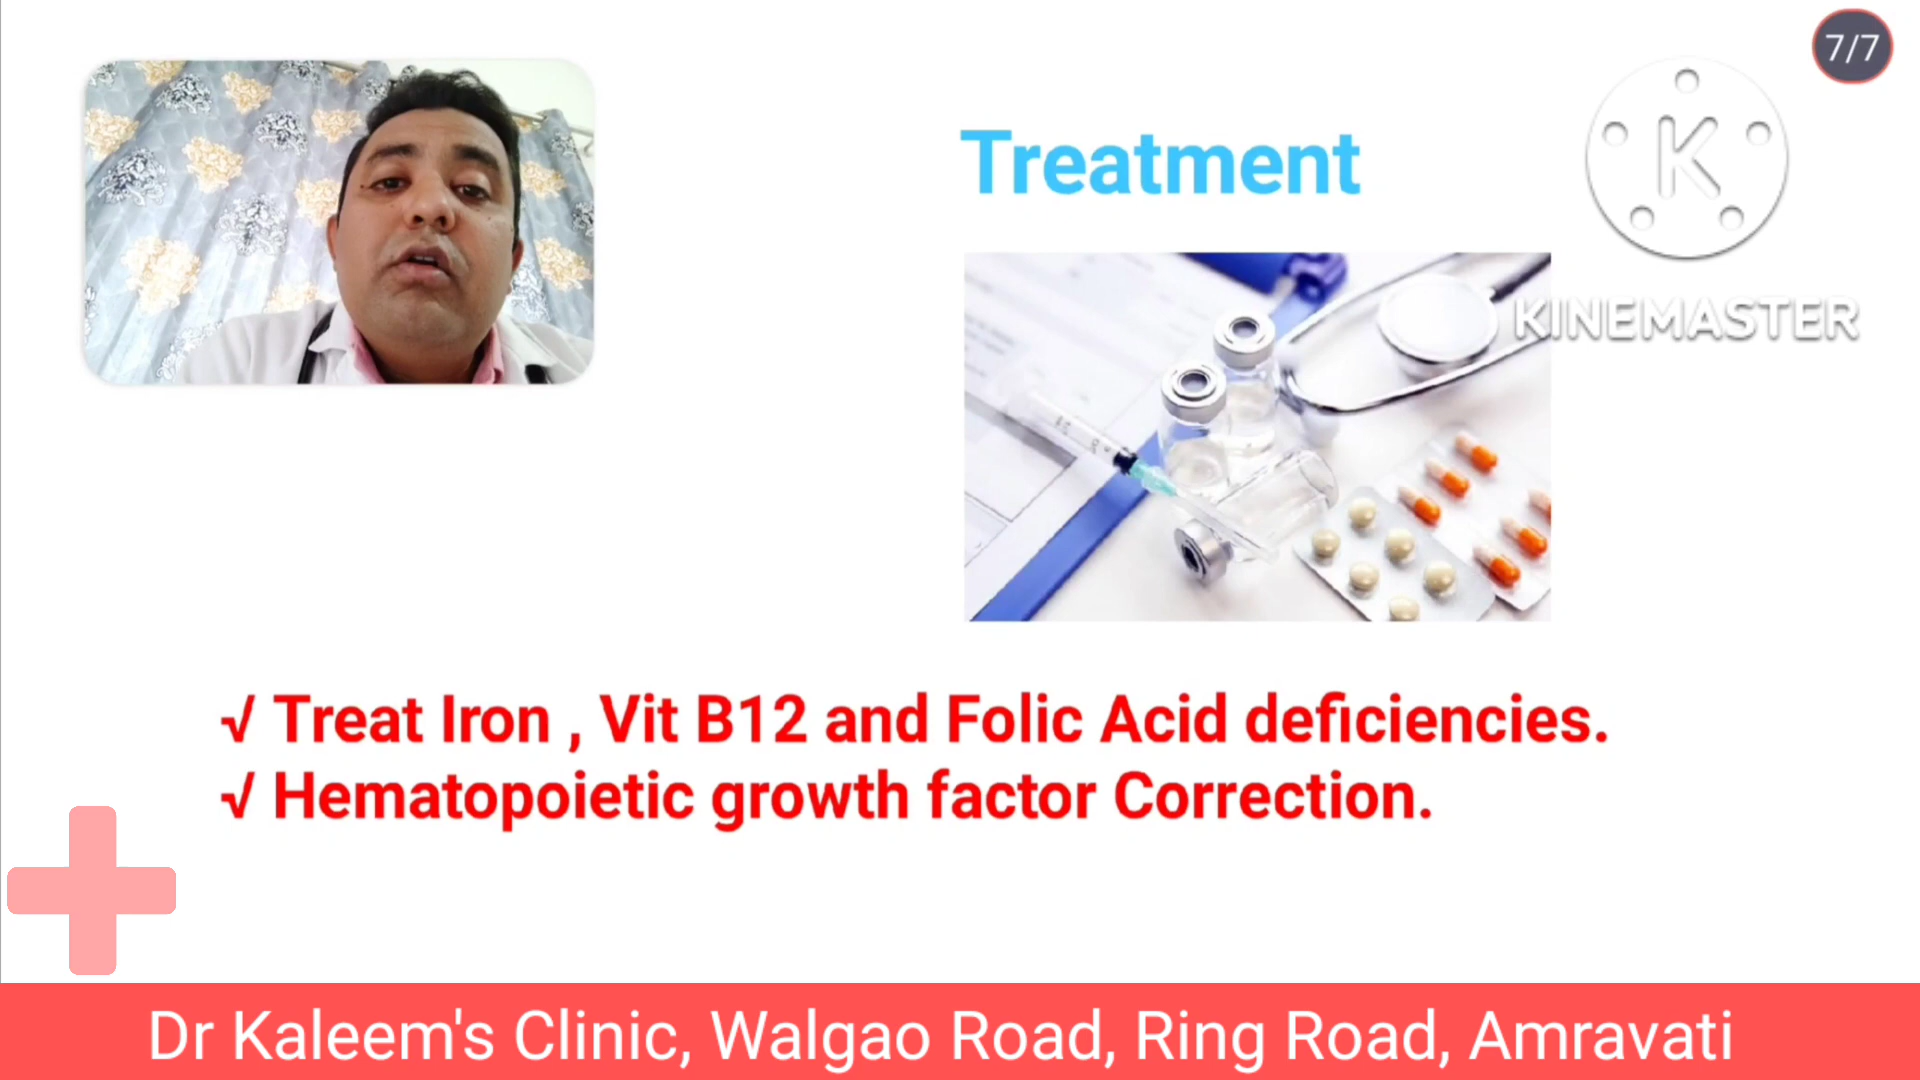 7/7
Treatment
K
KINEMASTER
√ Treat Iron , Vit B12 and Folic Acid deficiencies.
√ Hematopoietic growth factor Correction.
Dr Kaleem's Clinic, Walgao Road, Ring Road, Amravati